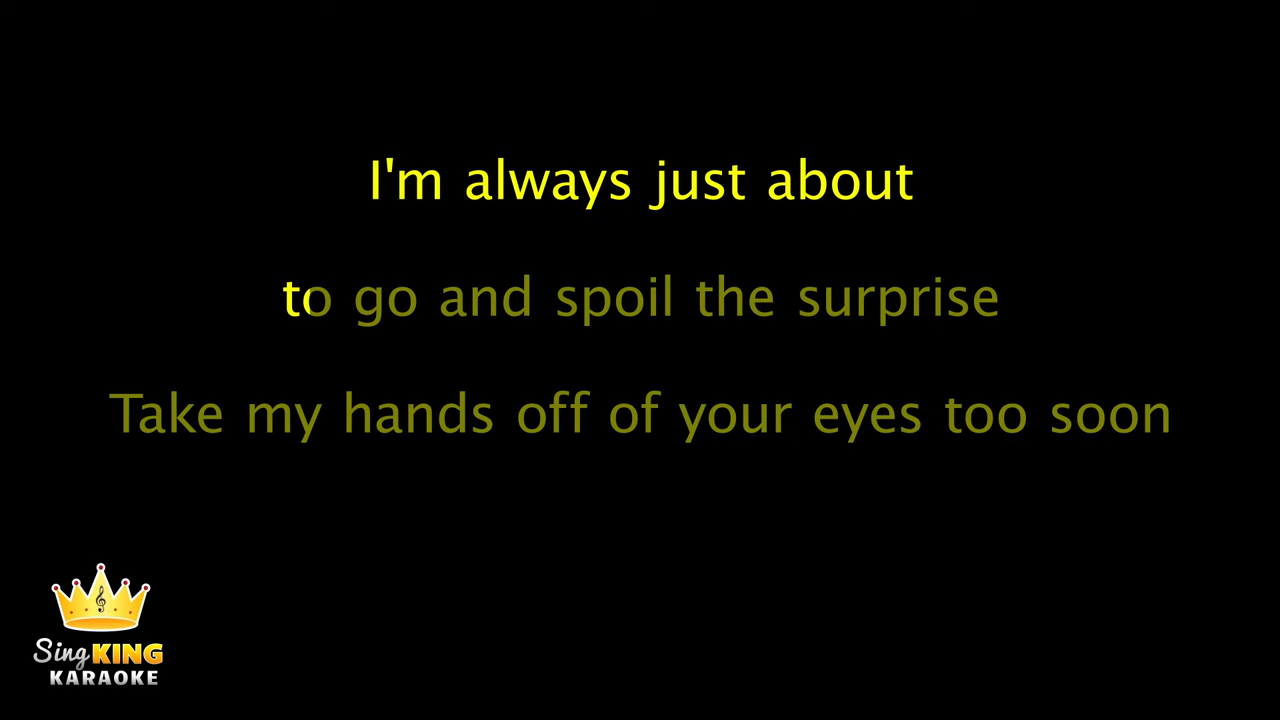 I'm always just about
to go and spoil the surprise
Take my hands off of your eyes too soon
Sing KING
KARAOKE